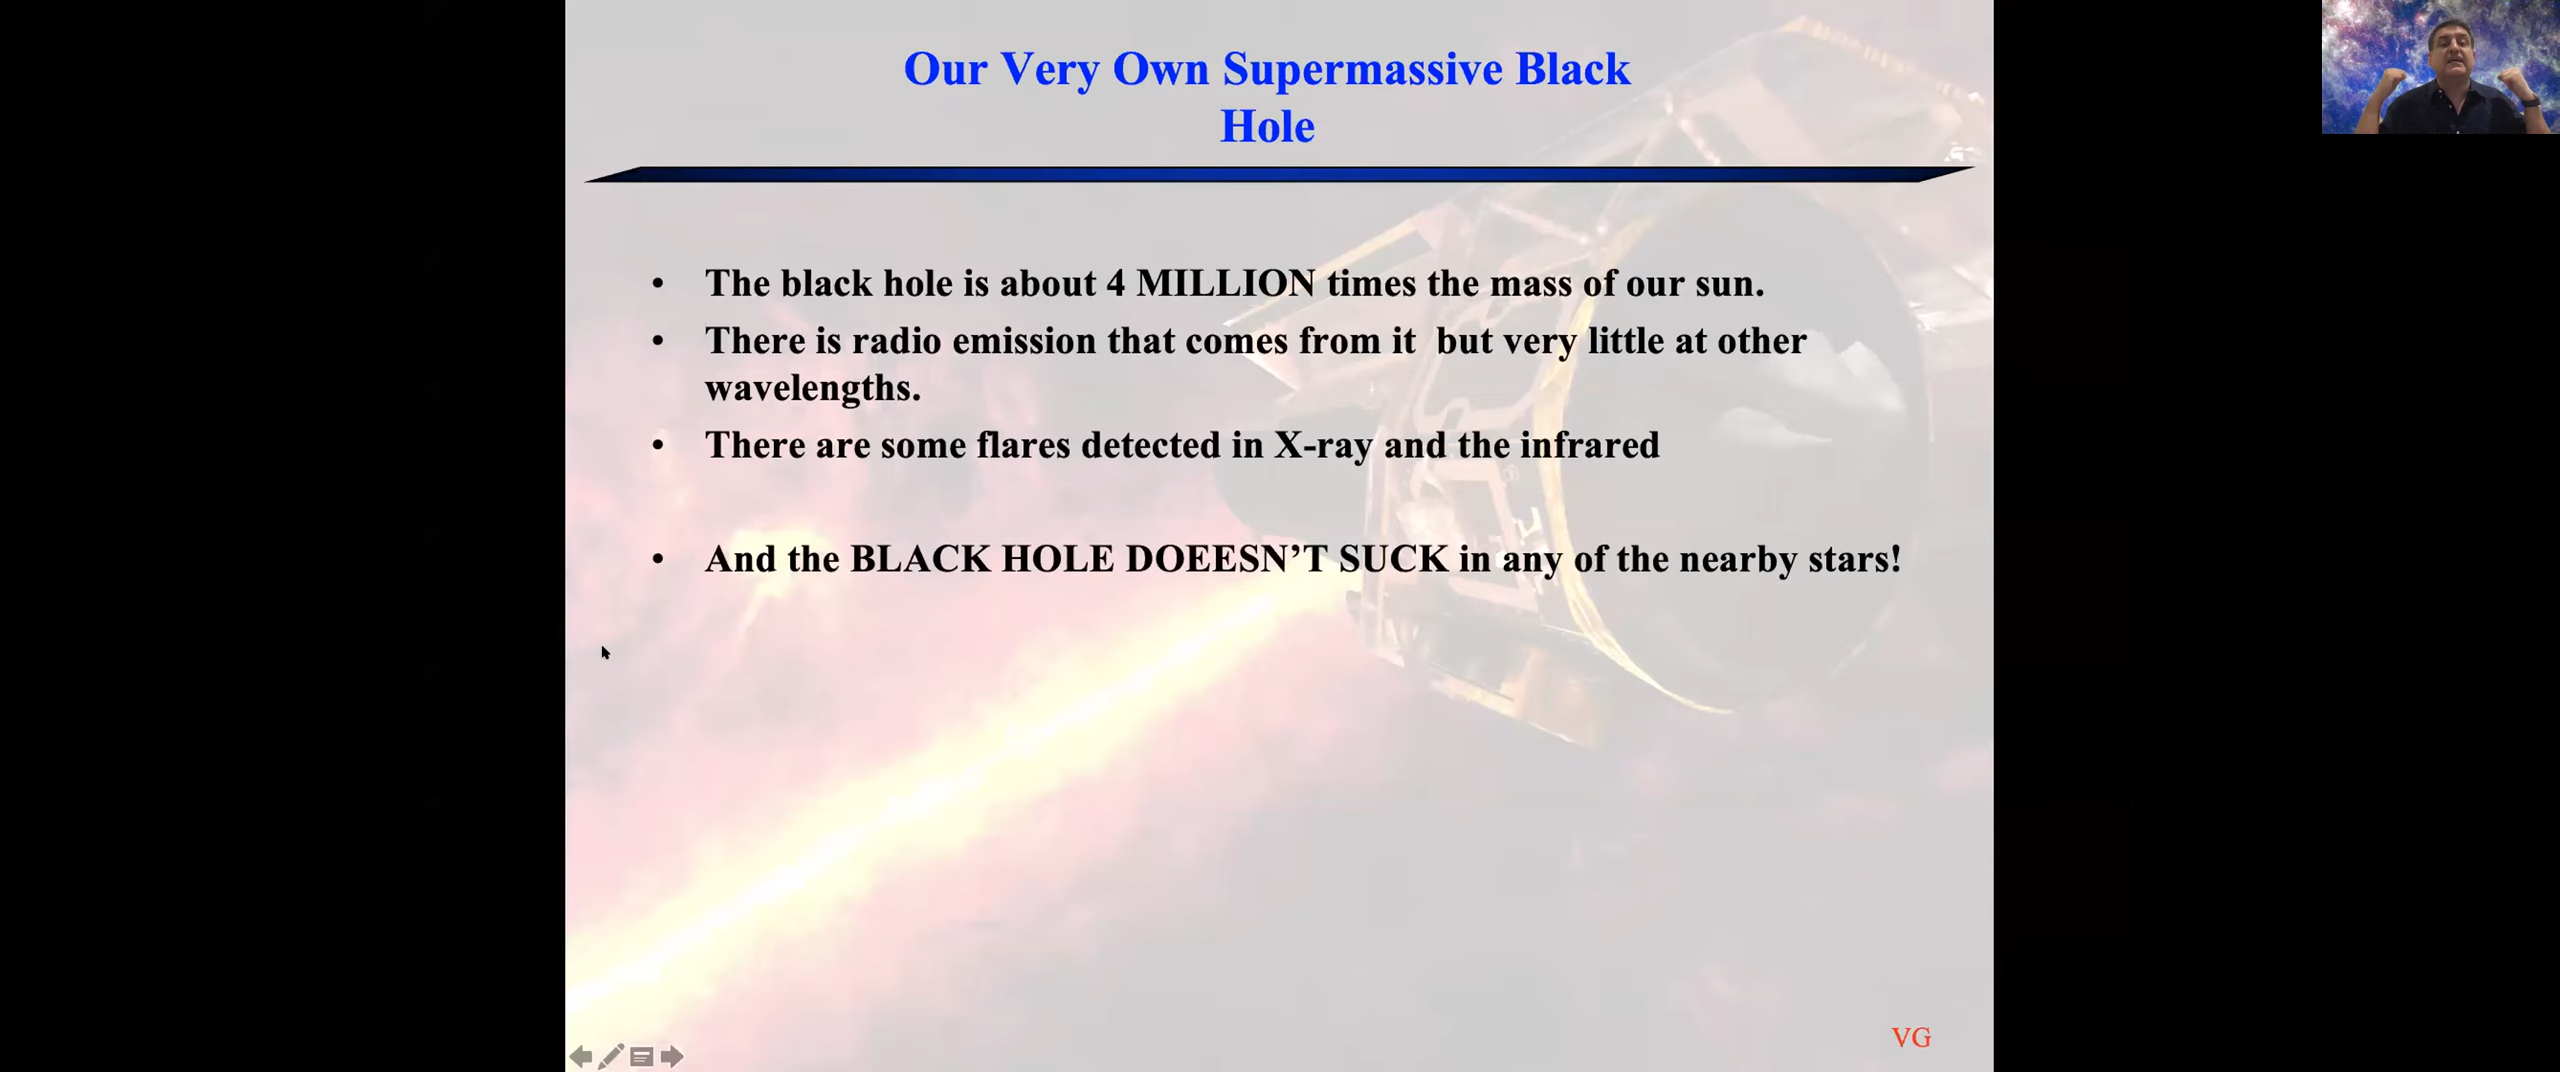 Our Very Own Supermassive Black
Hole
• The black hole is about 4 MILLION times the mass of our sun.
• There is radio emission that comes from it  but very little at other
wavelengths.
• There are some flares detected in X-ray and the infrared
• And the BLACK HOLE DOEESN’T SUCK in any of the nearby stars!
VG